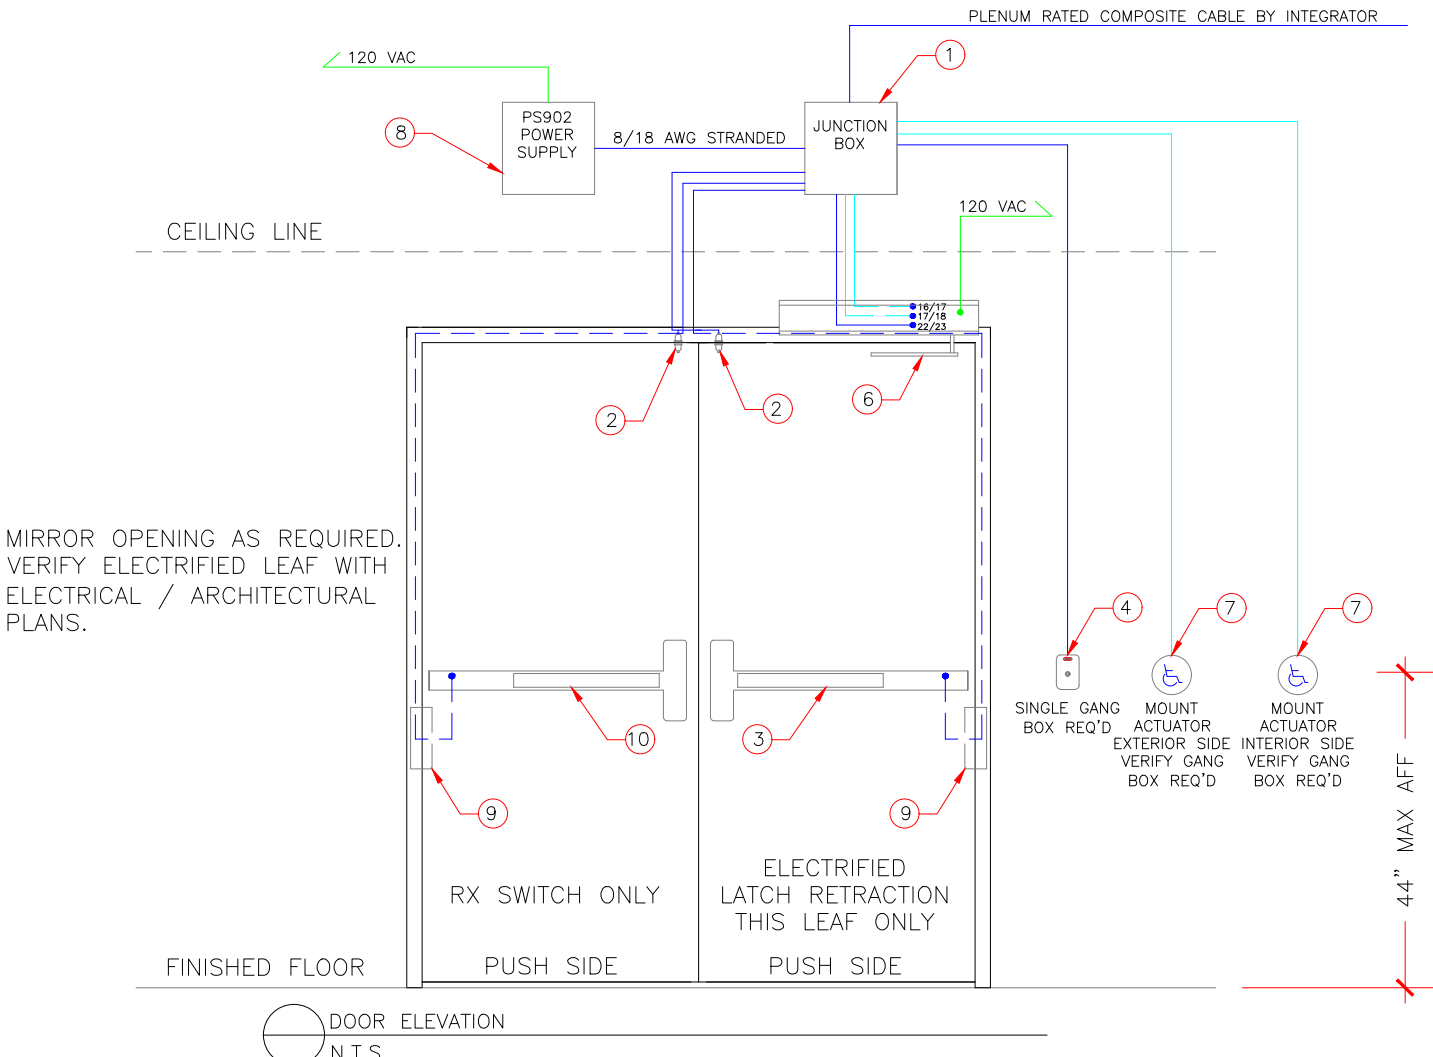 PLENUM RATED COMPOSITE CABLE BY INTEGRATOR
120 VAC
1
PS902
POWER
SUPPLY
8
8/18 AWG STRANDED
JUNCTION
BOX
120 VAC
CEILING LINE
16/17
17/18
22/23
6
2
2
MIRROR OPENING AS REQUIRED.
VERIFY ELECTRIFIED LEAF WITH
ELECTRICAL / ARCHITECTURAL
PLANS.
4
7
7
SINGLE GANG
BOX REQ'D
MOUNT
ACTUATOR
EXTERIOR SIDE
VERIFY GANG
BOX REQ'D
MOUNT
ACTUATOR
INTERIOR SIDE
VERIFY GANG
BOX REQ'D
10
3
9
9
44" MAX AFF
RX SWITCH ONLY
ELECTRIFIED
LATCH RETRACTION
THIS LEAF ONLY
FINISHED FLOOR
PUSH SIDE
PUSH SIDE
DOOR ELEVATION
N.T.S.